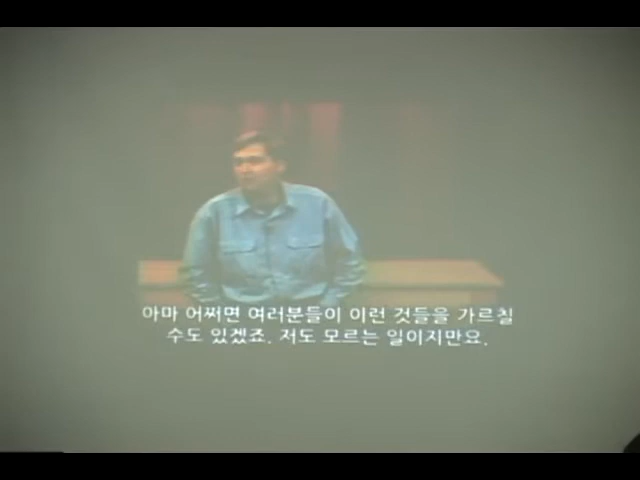 아마 어쩌면 여러분들이 이런 것들을 가르칠
수도 있겠죠. 저도 모르는 일이지만요.